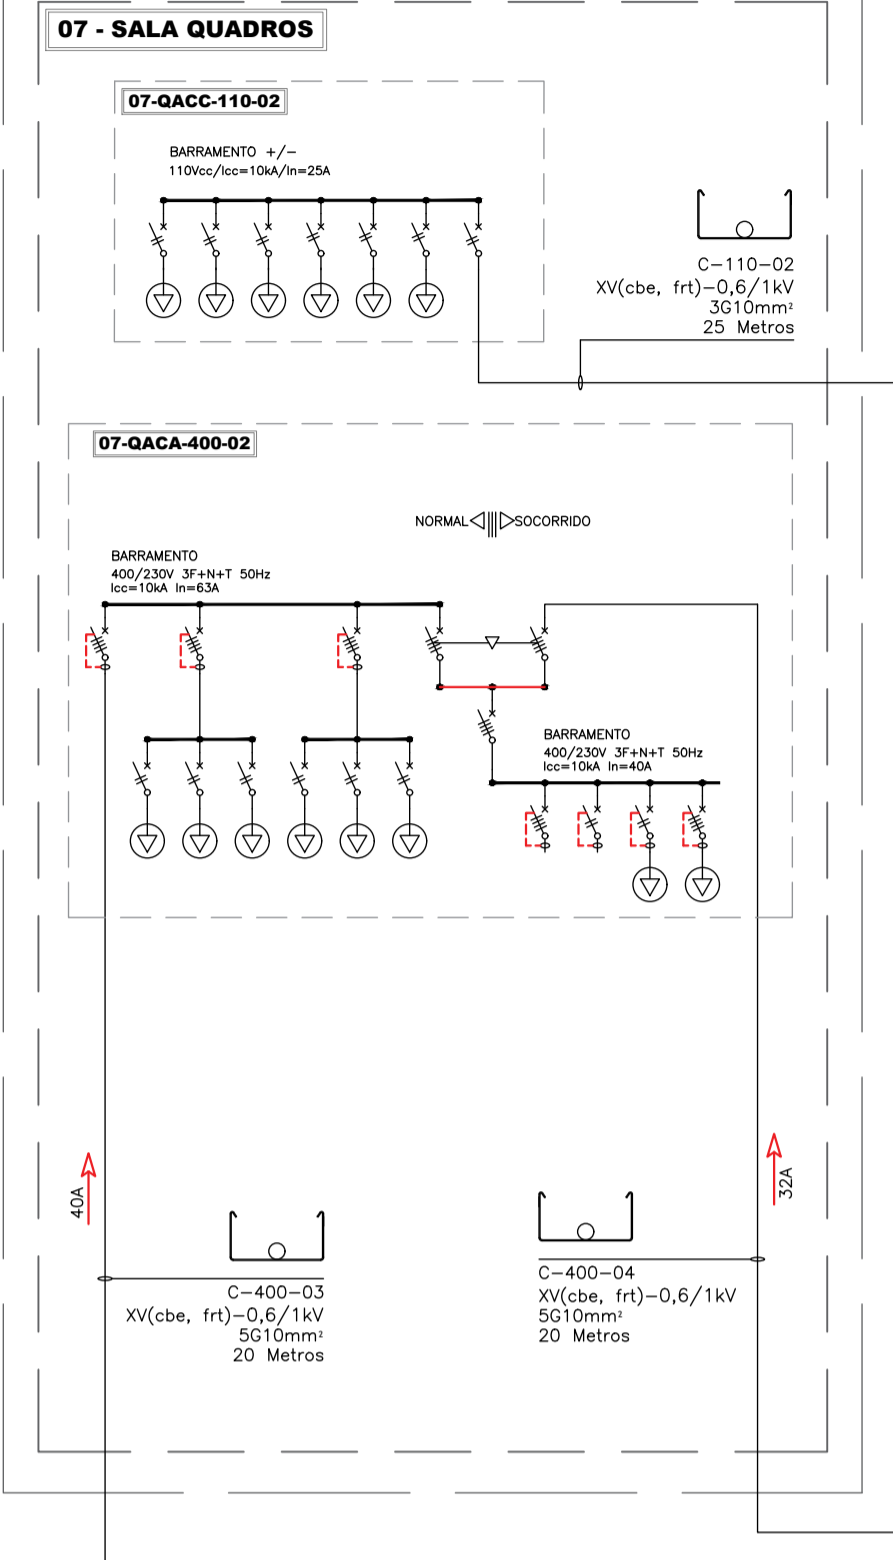 07 - SALA QUADROS
07-QACC-110-02
BARRAMENTO +/-
110Vcc/Icc=10kA/In=25A
C-110-02
XV(cbe, frt)-0,6/1kV
3G10mm²
25 Metros
07-QACA-400-02
NORMAL SOCORRIDO
BARRAMENTO
400/230V 3F+N+T 50Hz
Icc=10kA In=63A
BARRAMENTO
400/230V 3F+N+T 50Hz
Icc=10kA In=40A
40A
32A
C-400-03
XV(cbe, frt)-0,6/1kV
5G10mm²
20 Metros
C-400-04
XV(cbe, frt)-0,6/1kV
5G10mm²
20 Metros